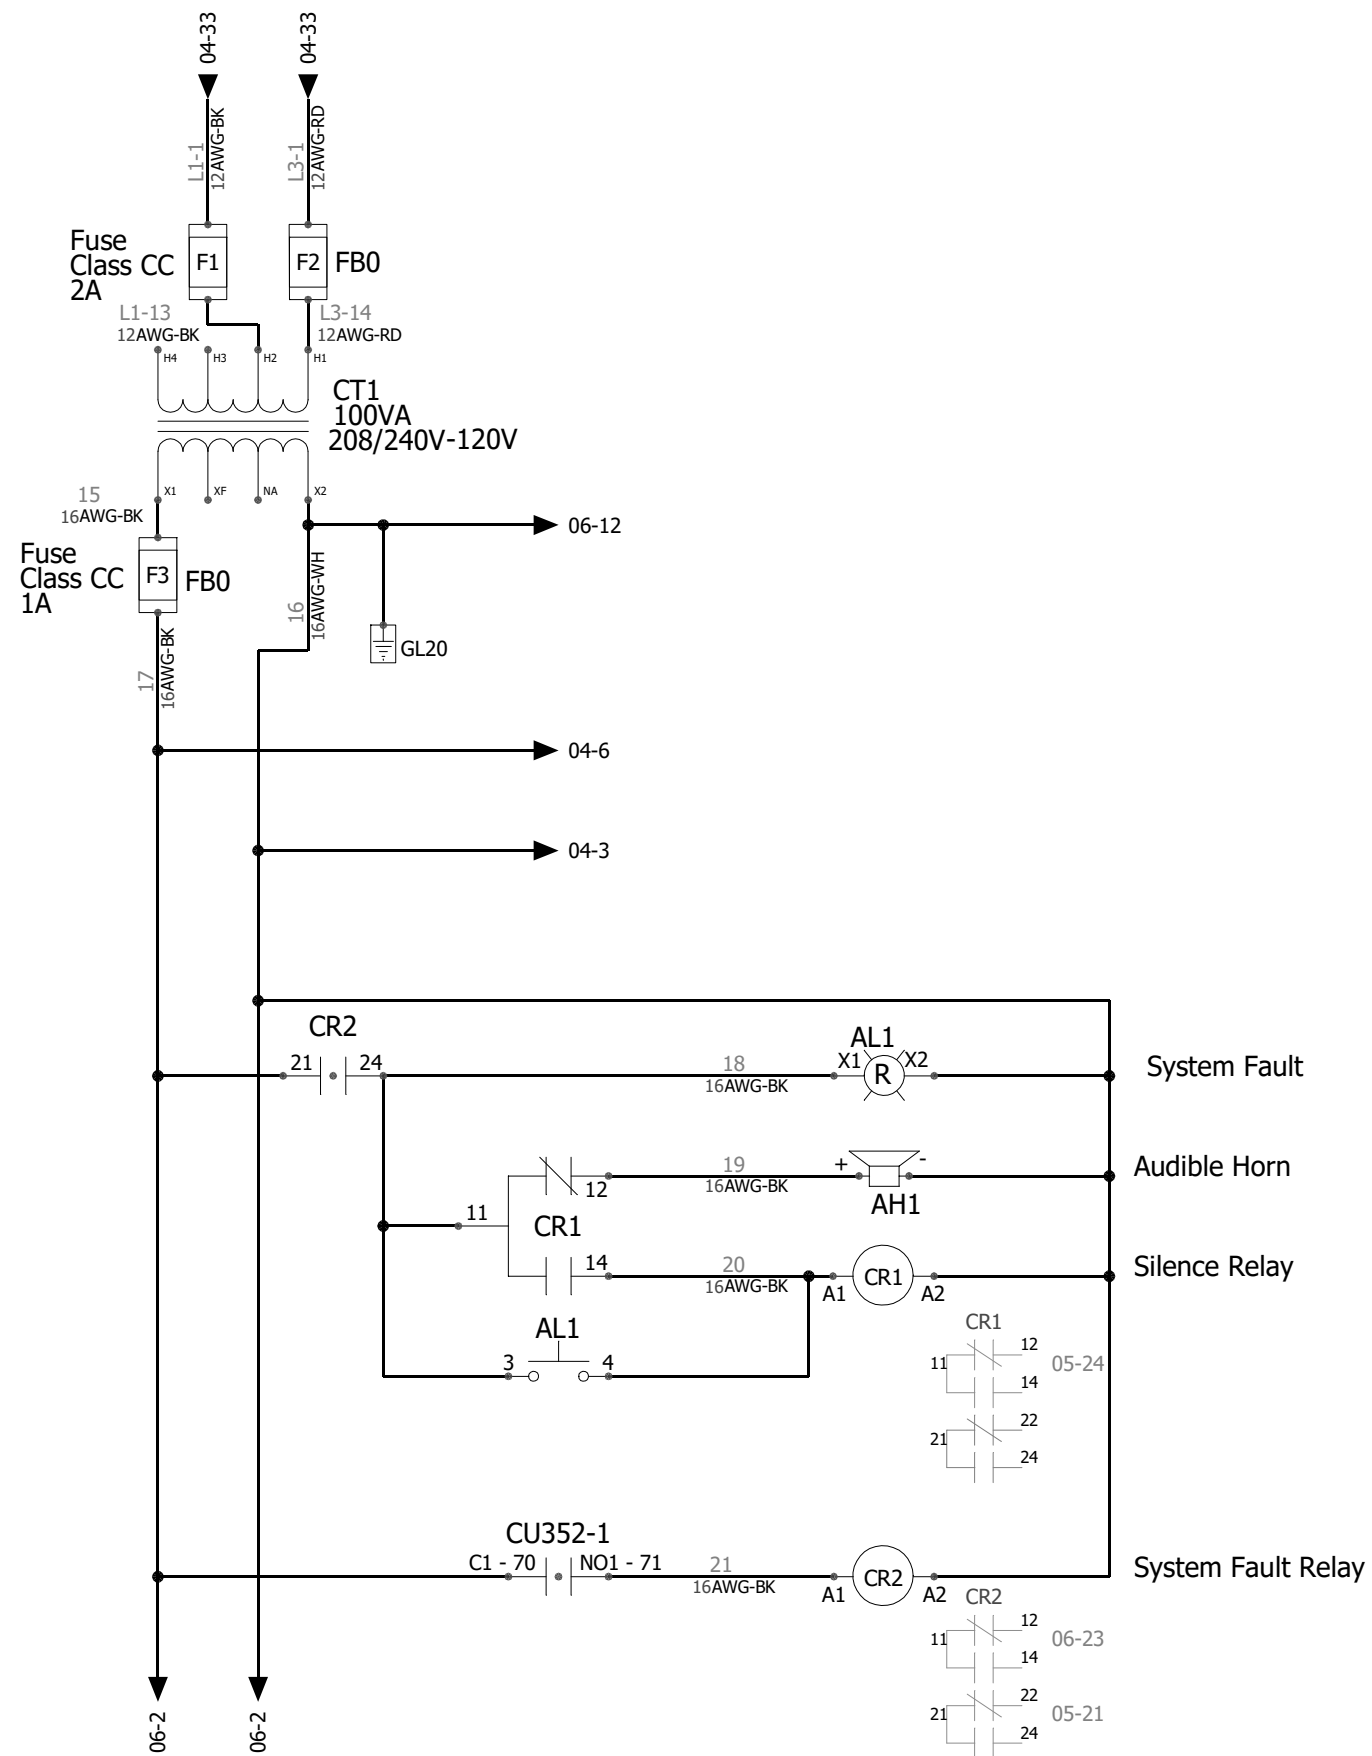 04-33
04-33
L1-1
12AWG-BK
L3-1
12AWG-RD
Fuse
Class CC
2A
F1
F2
FB0
L1-13
12AWG-BK
L3-14
12AWG-RD
H4
H3
H2
H1
CT1
100VA
208/240V-120V
X1
XF
NA
X2
15
16AWG-BK
06-12
Fuse
Class CC
1A
F3
FB0
16
16AWG-WH
GL20
17
16AWG-BK
04-6
04-3
CR2
21
24
18
16AWG-BK
AL1
X1
R
X2
System Fault
12
19
16AWG-BK
+
-
AH1
Audible Horn
11
CR1
14
20
16AWG-BK
A1
CR1
A2
Silence Relay
AL1
3
4
CR1
11
12
14
05-24
21
22
24
CU352-1
C1 - 70
NO1 - 71
21
16AWG-BK
A1
CR2
A2
System Fault Relay
CR2
11
12
14
06-23
21
22
24
05-21
06-2
06-2